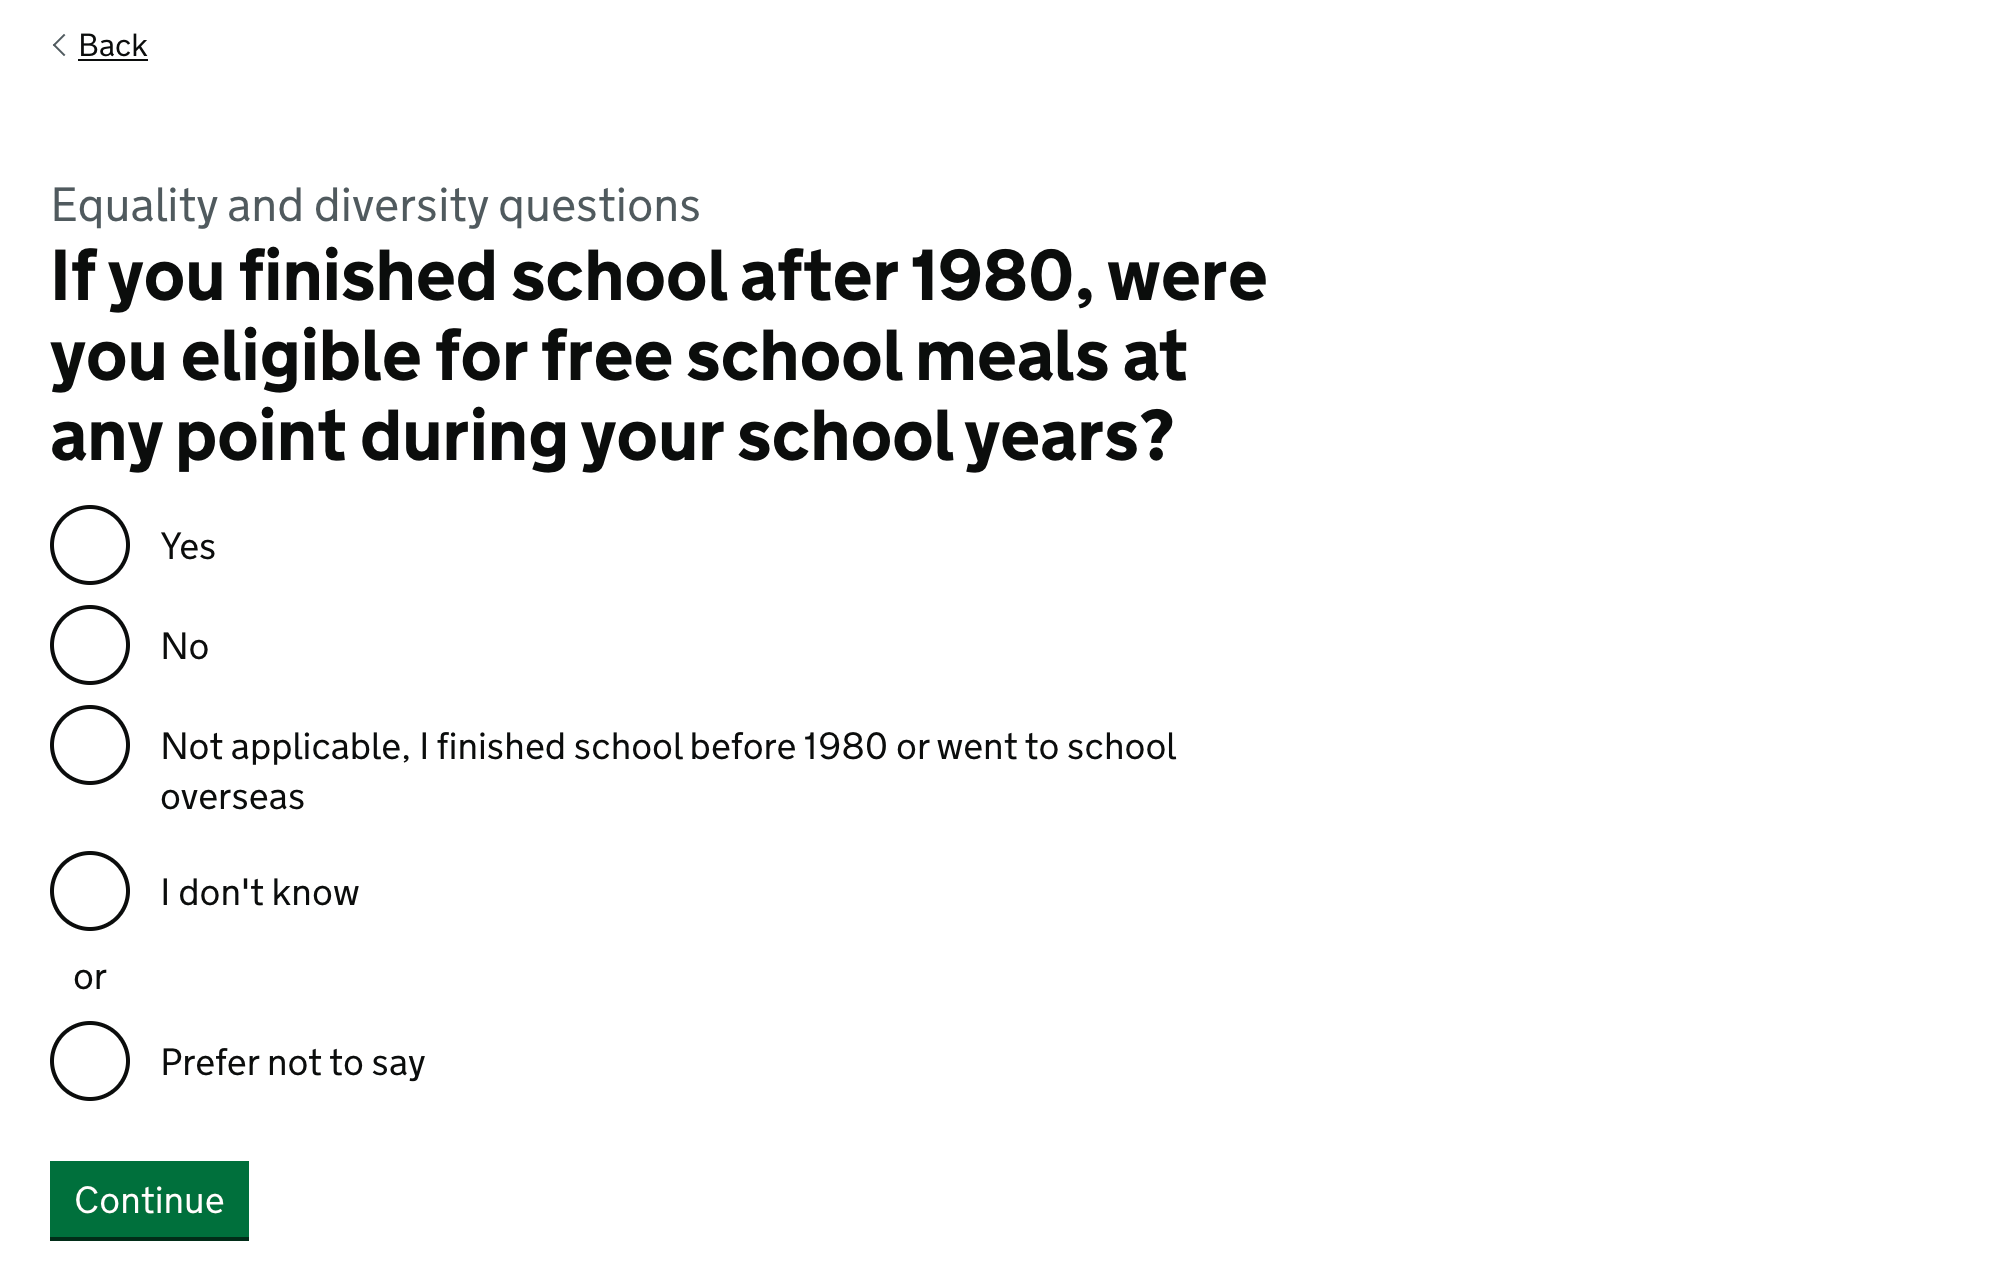 Back
Equality and diversity questions
If you finished school after 1980, were
you eligible for free school meals at
any point during your school years?
Yes
No
Not applicable, I finished school before 1980 or went to school
overseas
I don't know
or
Prefer not to say
Continue